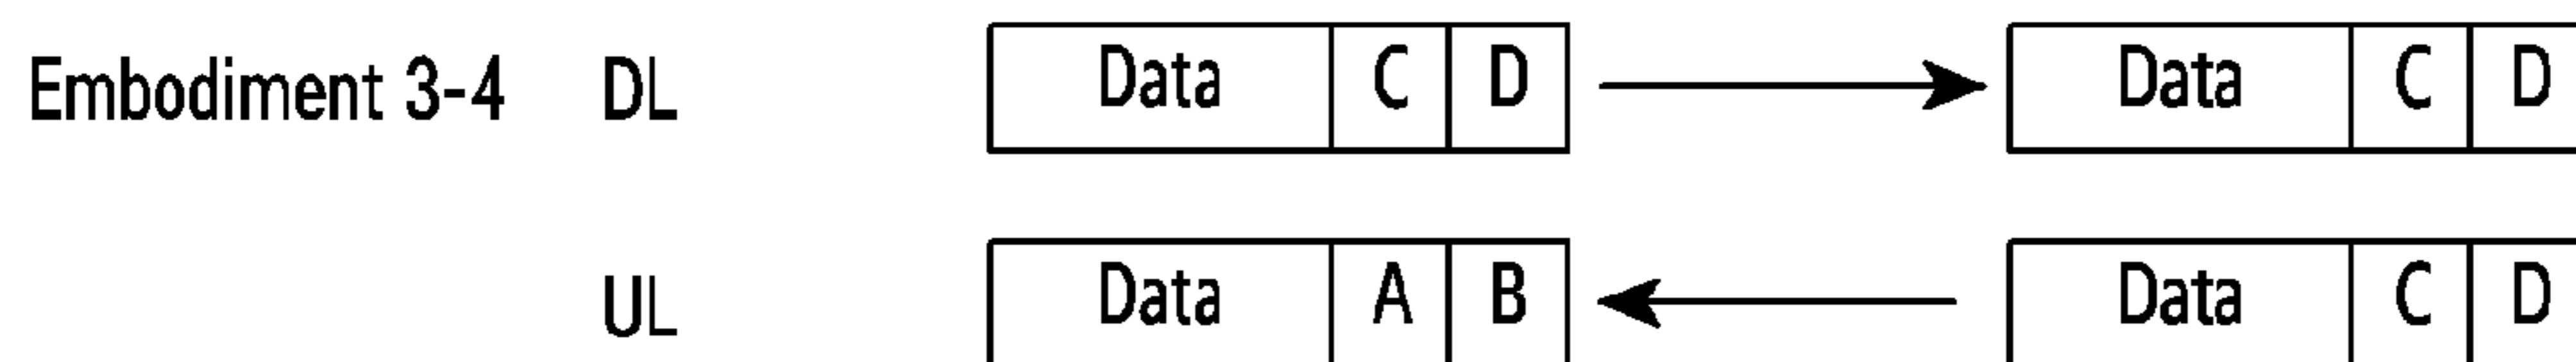 Embodiment 3-4 DL Data C D Data C D
UL Data A B Data C D